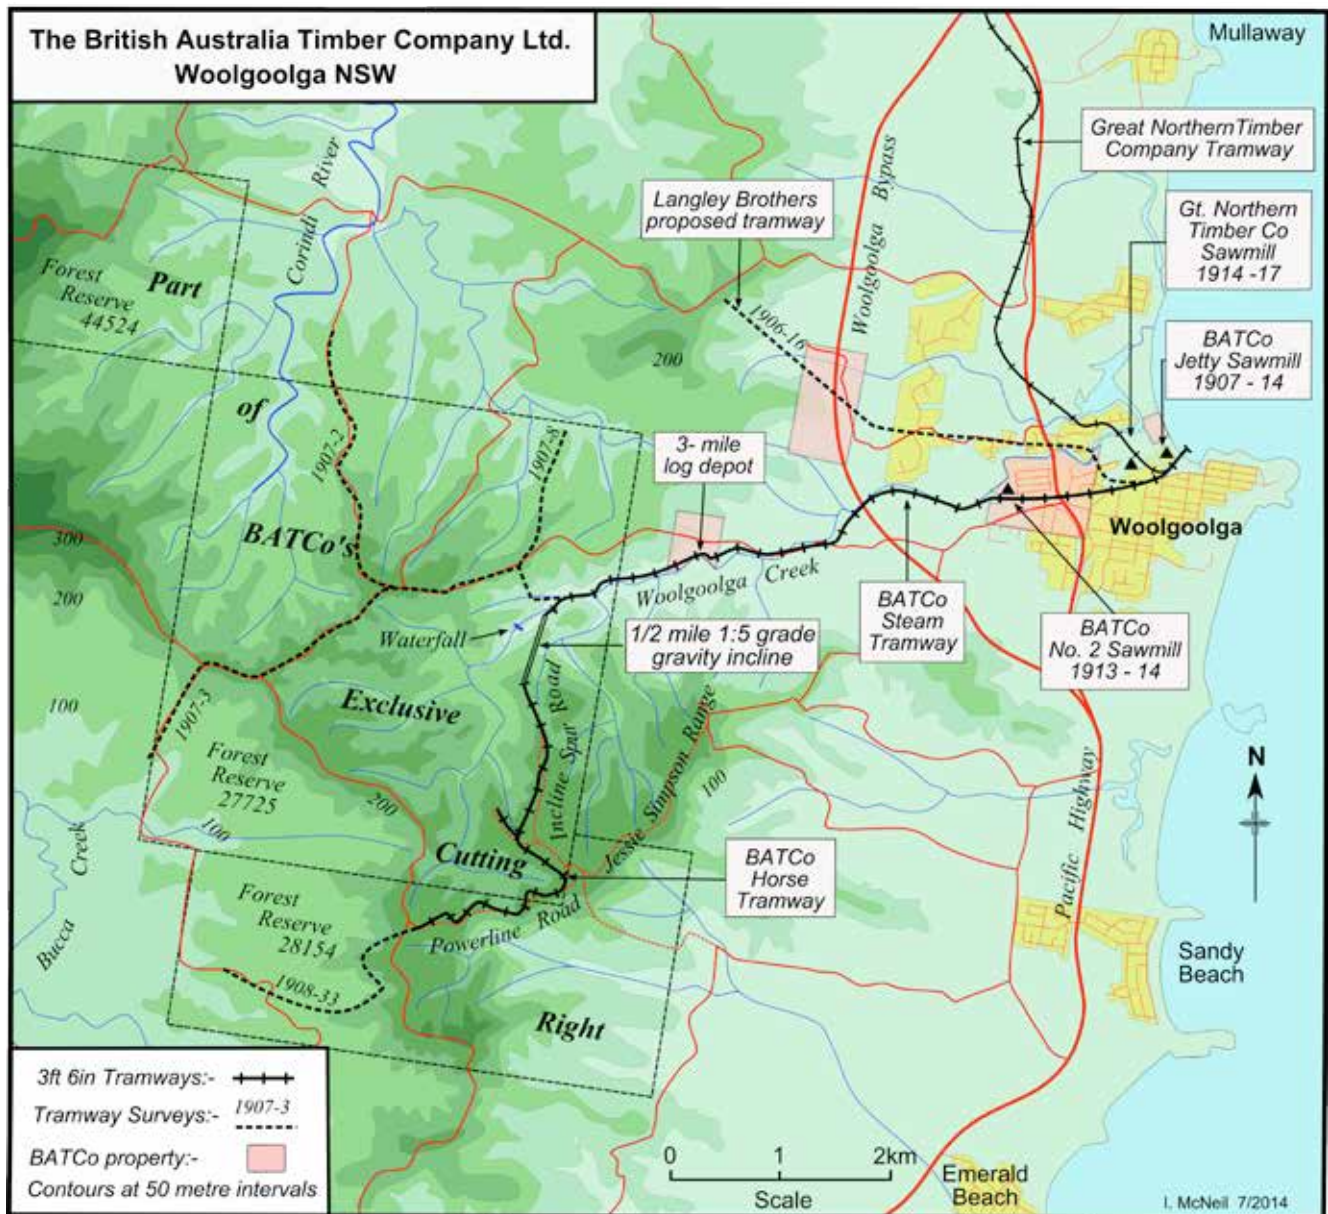 The British Australia Timber Company Ltd.
Woolgoolga NSW
Mullaway
Great NorthernTimber
Company Tramway
Woolgoolga Bypass
Langley Brothers
proposed tramway
Gt. Northern
Timber Co
Sawmill
1914 -17
Corindi River
Forest
Reserve
44524
Part
1906-16
200
BATCo
Jetty Sawmill
1907 - 14
of
1907-2
1907-8
3- mile
log depot
BATCo's
Woolgoolga
300
200
Woolgoolga Creek
Waterfall
1/2 mile 1:5 grade
gravity incline
BATCo
Steam
Tramway
BATCo
No. 2 Sawmill
1913 - 14
100
1907-3
Exclusive
Incline Spur Road
Jessie Simpson Range
100
Forest
Reserve
27725
200
100
Pacific Highway
N
Bucca Creek
Cutting
BATCo
Horse
Tramway
Forest
Reserve
28154
Powerline Road
1908-33
Right
Sandy
Beach
3ft 6in Tramways:-
Tramway Surveys:- 1907-3
BATCo property:-
Contours at 50 metre intervals
0 1 2km
Scale
Emerald
Beach
I. McNeil 7/2014